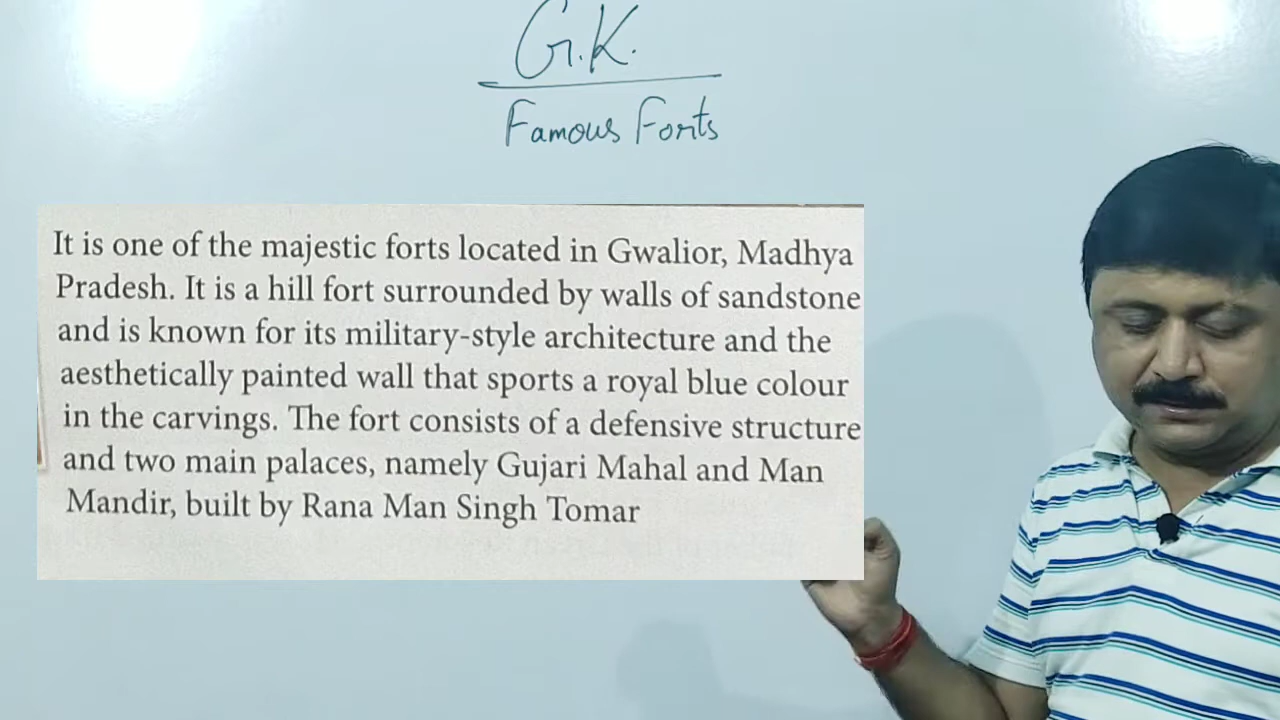 G.K.
Famous Forts
It is one of the majestic forts located in Gwalior, Madhya
Pradesh. It is a hill fort surrounded by walls of sandstone
and is known for its military-style architecture and the
aesthetically painted wall that sports a royal blue colour
in the carvings. The fort consists of a defensive structure
and two main palaces, namely Gujari Mahal and Man
Mandir, built by Rana Man Singh Tomar